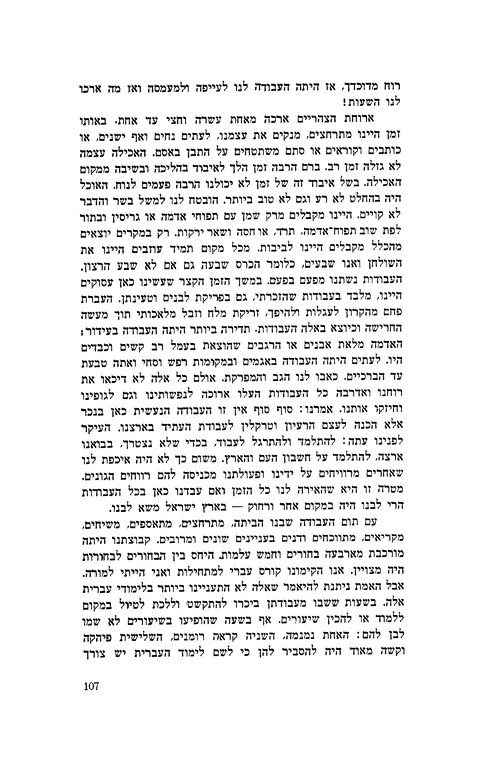 רוח מדוכדך, אז היתה העבודה לנו לעייפה ולמעמסה ואז מה ארכו
לנו השעות!
ארוחת הצהריים ארכה מאחת עשרה וחצי עד אחת. באותו
זמן היינו מתרחצים, מנקים את עצמנו, לעתים נחים ואף ישנים, או
כותבים וקוראים או סתם משתטחים על התבן באסם. האכילה עצמה
לא גזלה זמן רב. ברם הרבה זמן הלך לאיבוד בהליכה ובשיבה ממקום
האכילה. בשל איבוד זה של זמן לא יכולנו הרבה פעמים לנוח. האוכל
היה בהחלט לא רע וגם לא טוב ביותר. הובטח לנו למשל בשר והדבר
לא קויים. היינו מקבלים מרק שמן עם תפוחי אדמה או גריסין ובתור
לפת שוב תפוח־אדמה, תרד, או חסה ושאר ירקות. רק במקרים יוצאים
מהכלל מקבלים היינו לביבות. מכל מקום תמיד עוזבים היינו את
השולחן ואנו שבעים, כלומר הכרס שבעה גם אם לא שבע הרצון.
העבודות נשתנו מפעם בפעם. במשך הזמן הקצר שעשינו כאן עסוקים
היינו, מלבד בעבודות שהזכרתי, גם בפריקת לבנים וטעינתן. העברת
פחם מהקרון לעגלות ולהיפך, זריקת מלח וזבל מלאכותי תוך מעשה
החרישה וכיוצא באלה העבודות. תדירה ביותר היתה העבודה בעידור;
האדמה מלאת אבנים או הרגבים שהוצאת בעמל רב קשים וכבדים
היו. לעתים היתה העבודה באגמים ובמקומות רפש וסחי ואתה טבעת
עד הברכיים. כאבו לנו הגב והמפרקת. אולם כל אלה לא דיכאו את
רוחנו ואדרבה כל העבודות העלו ארוכה לנפשותינו וגם לגופינו
וחיזקו אותנו. אמרנו: סוף סוף אין זו העבודה הנעשית כאן בנכר
אלא הכנה לעצם הרעיון וטרקלין לעבודת העתיד בארצנו. העיקר
לפנינו עתה: להתלמד ולהתרגל לעבוד, בכדי שלא נצטרך, בבואנו
ארצה, להתלמד על חשבון העם והארץ. משום כך לא היה איכפת לנו
שאחרים מרוויחים על ידינו ופעולתנו מכניסה להם רווחים הגונים.
מטרה זו היא שהאירה לנו כל הזמן ואם עבדנו כאן בכל העבודות
הרי לבנו היה במקום אחר ורחוק — בארץ ישראל משא לבנו.
עם תום העבודה שבנו הביתה, מתרחצים, מתאספים, משיחים,
מקריאים, מתווכחים ודנים בעניינים שונים ומרובים. קבוצתנו היתה
מורכבת מארבעה בחורים וחמש עלמות. היחס בין הבחורים לבחורות
היה מצויין. אנו הקימונו קורס עברי למתחילות ואני הייתי למורה.
אבל האמת ניתנת להיאמר שאלה לא התעניינו ביותר בלימודי עברית
אלה. בשעות ששבו מעבודתן ביכרו להתקשט וללכת לטיול במקום
ללמוד או להכין שיעורים. אף בשעה שהופיעו בשיעורים לא שמו
לבן להם: האחת נמנמה, השניה קראה רומנים, השלישית פיהקה
וקשה מאוד היה להסביר להן כי לשם לימוד העברית יש צורך
107